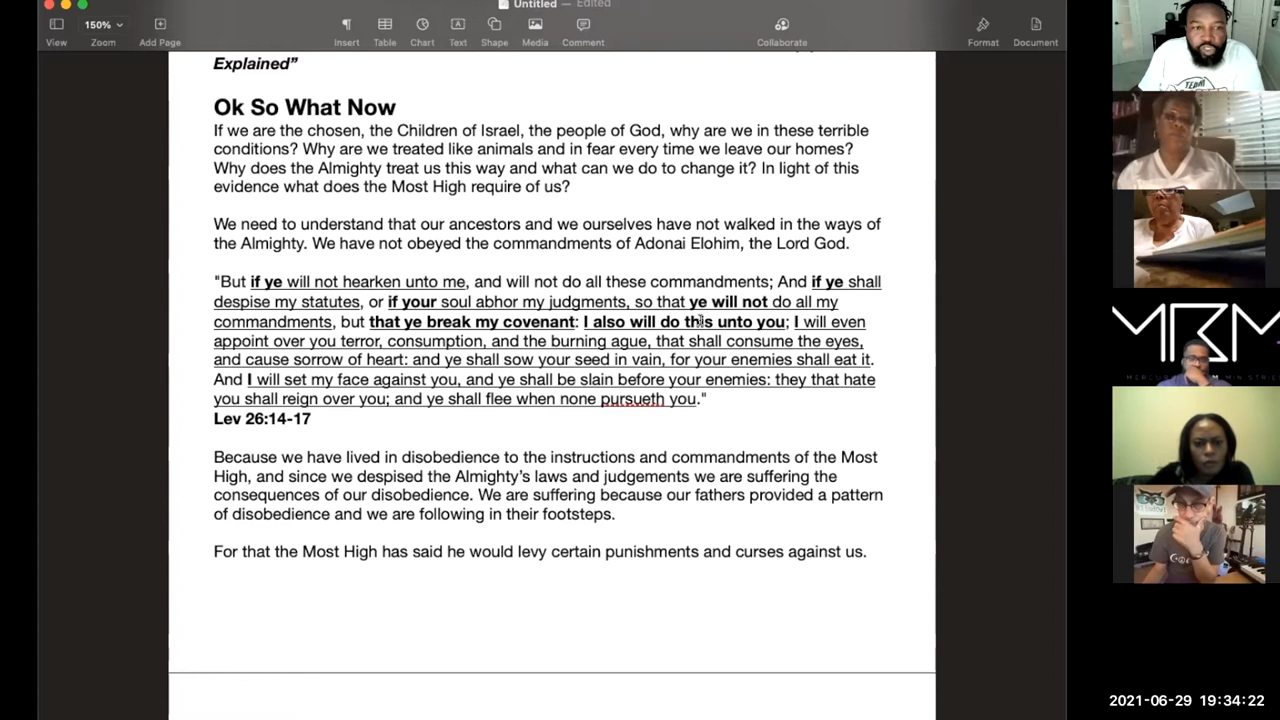 Untitled — Edited
150%
View
Zoom
Add Page
Insert
Table
Chart
Text
Shape
Media
Comment
Collaborate
Format
Document
Explained”
Ok So What Now
If we are the chosen, the Children of Israel, the people of God, why are we in these terrible
conditions? Why are we treated like animals and in fear every time we leave our homes?
Why does the Almighty treat us this way and what can we do to change it? In light of this
evidence what does the Most High require of us?
We need to understand that our ancestors and we ourselves have not walked in the ways of
the Almighty. We have not obeyed the commandments of Adonai Elohim, the Lord God.
"But if ye will not hearken unto me, and will not do all these commandments; And if ye shall
despise my statutes, or if your soul abhor my judgments, so that ye will not do all my
commandments, but that ye break my covenant: I also will do this unto you; I will even
appoint over you terror, consumption, and the burning ague, that shall consume the eyes,
and cause sorrow of heart: and ye shall sow your seed in vain, for your enemies shall eat it.
And I will set my face against you, and ye shall be slain before your enemies: they that hate
you shall reign over you; and ye shall flee when none pursueth you."
Lev 26:14-17
Because we have lived in disobedience to the instructions and commandments of the Most
High, and since we despised the Almighty’s laws and judgements we are suffering the
consequences of our disobedience. We are suffering because our fathers provided a pattern
of disobedience and we are following in their footsteps.
For that the Most High has said he would levy certain punishments and curses against us.
TEAM
MRM
2021-06-29 19:34:22